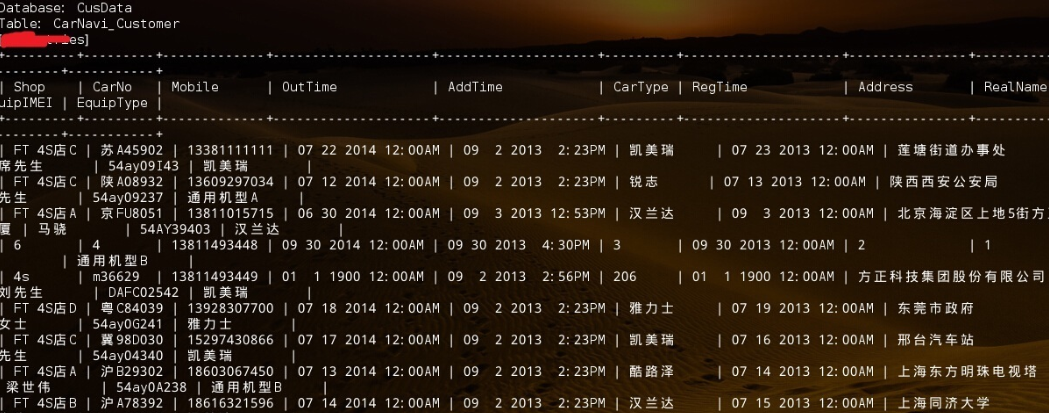 Database: CusData
Table: CarNavi_Customer
ies]
+--------+---------+-------------+--------------------+--------------------+---------+--------------------+---------------+---------
--------+-----------+
| Shop | CarNo | Mobile | OutTime | AddTime | CarType | RegTime | Address | RealName
uipIMEI | EquipType |
+--------+---------+-------------+--------------------+--------------------+---------+--------------------+---------------+---------
--------+-----------+
| FT 4S店C | 苏A45902 | 13381111111 | 07 22 2014 12:00AM | 09 2 2013 2:23PM | 凯美瑞 | 07 23 2013 12:00AM | 莲塘街道办事处
席先生 | 54ay09I43 | 凯美瑞 |
| FT 4S店C | 陕A08932 | 13609297034 | 07 12 2014 12:00AM | 09 2 2013 2:23PM | 锐志 | 07 13 2013 12:00AM | 陕西西安公安局
先生 | 54ay09237 | 通用机型A |
| FT 4S店A | 京FU8051 | 13811015715 | 06 30 2014 12:00AM | 09 3 2013 12:53PM | 汉兰达 | 09 3 2013 12:00AM | 北京海淀区上地5街方
厦 | 马骁 | 54AY39403 | 汉兰达 |
| 6 | 4 | 13811493448 | 09 30 2014 12:00AM | 09 30 2013 4:30PM | 3 | 09 30 2013 12:00AM | 2 | 1
| 通用机型B |
| 4s | m36629 | 13811493449 | 01 1 1900 12:00AM | 09 2 2013 2:56PM | 206 | 01 1 1900 12:00AM | 方正科技集团股份有限公司
刘先生 | DAFC02542 | 凯美瑞 |
| FT 4S店D | 粤C84039 | 13928307700 | 07 18 2014 12:00AM | 09 2 2013 2:23PM | 雅力士 | 07 19 2013 12:00AM | 东莞市政府
女士 | 54ay0G241 | 雅力士 |
| FT 4S店C | 冀98D030 | 15297430866 | 07 17 2014 12:00AM | 09 2 2013 2:23PM | 凯美瑞 | 07 16 2013 12:00AM | 邢台汽车站
先生 | 54ay04340 | 凯美瑞 |
| FT 4S店A | 沪B29302 | 18603067450 | 07 13 2014 12:00AM | 09 2 2013 2:23PM | 酷路泽 | 07 14 2013 12:00AM | 上海东方明珠电视塔
梁世伟 | 54ay0A238 | 通用机型B |
| FT 4S店B | 沪A78392 | 18616321596 | 07 14 2014 12:00AM | 09 2 2013 2:23PM | 汉兰达 | 07 15 2013 12:00AM | 上海同济大学